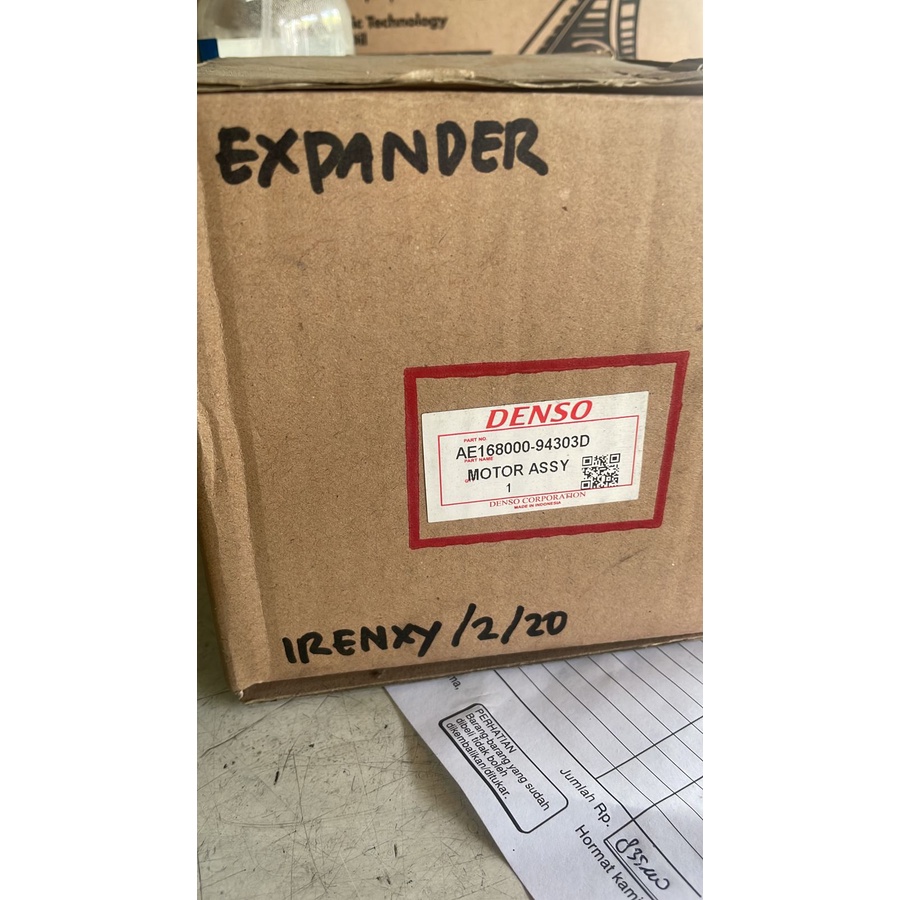 Technology
EXPANDER
DENSO
PART NO.
AE168000-94303D
PART NAME
MOTOR ASSY
1
DENSO CORPORATION
MADE IN INDONESIA
IRENXY/2/20
PERHATIAN
Barang-barang yang sudah
dibeli tidak boleh
dikembalikan/ditukar.
Jumlah Rp.
Hormat kami